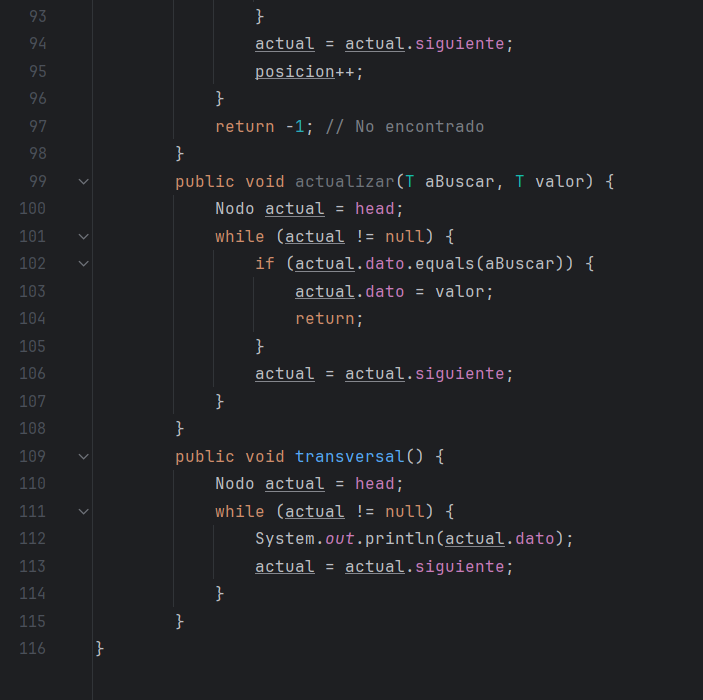 93                 }
94                 actual = actual.siguiente;
95                 posicion++;
96             }
97             return -1; // No encontrado
98         }
99         public void actualizar(T aBuscar, T valor) {
100             Nodo actual = head;
101             while (actual != null) {
102                 if (actual.dato.equals(aBuscar)) {
103                     actual.dato = valor;
104                     return;
105                 }
106                 actual = actual.siguiente;
107             }
108         }
109         public void transversal() {
110             Nodo actual = head;
111             while (actual != null) {
112                 System.out.println(actual.dato);
113                 actual = actual.siguiente;
114             }
115         }
116 }